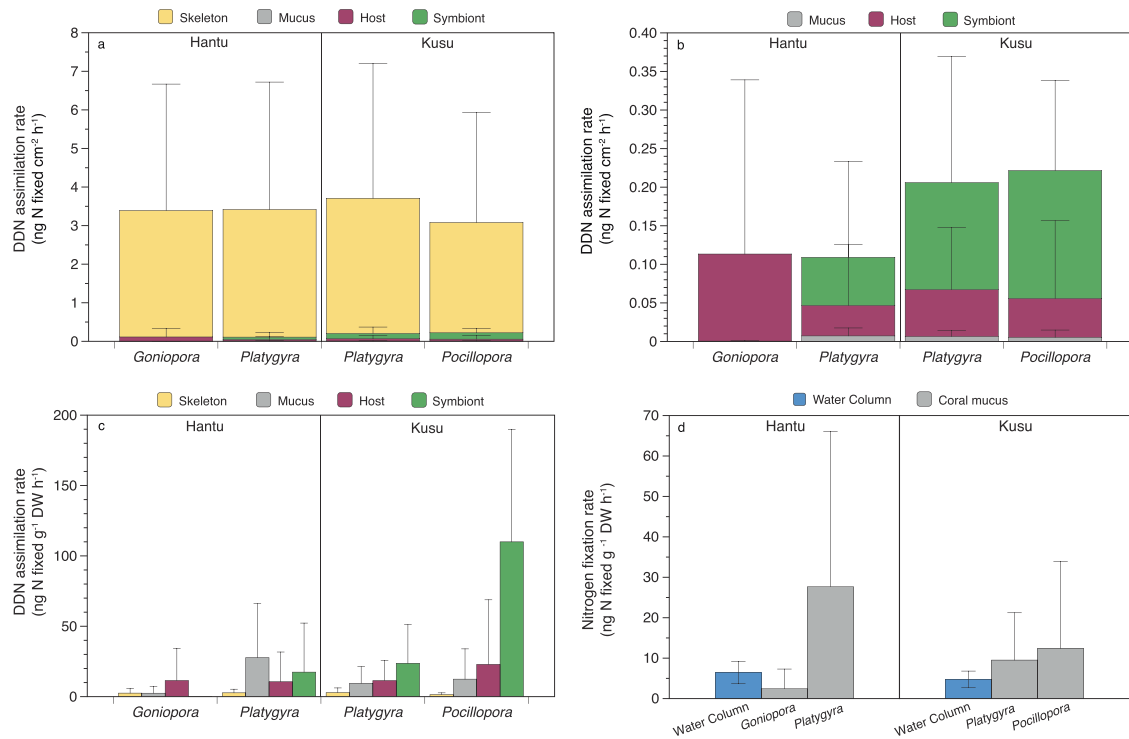 Skeleton Mucus Host Symbiont
a Hantu Kusu
DDN assimilation rate
(ng N fixed cm⁻² h⁻¹)
8
7
6
5
4
3
2
1
0
Goniopora Platygyra Platygyra Pocillopora
Mucus Host Symbiont
b Hantu Kusu
DDN assimilation rate
(ng N fixed cm⁻² h⁻¹)
0.40
0.35
0.30
0.25
0.20
0.15
0.10
0.05
0
Goniopora Platygyra Platygyra Pocillopora
Skeleton Mucus Host Symbiont
c Hantu Kusu
DDN assimilation rate
(ng N fixed g⁻¹ DW h⁻¹)
200
150
100
50
0
Goniopora Platygyra Platygyra Pocillopora
Water Column Coral mucus
d Hantu Kusu
Nitrogen fixation rate
(ng N fixed g⁻¹ DW h⁻¹)
70
60
50
40
30
20
10
0
Water Column Goniopora Platygyra Water Column Platygyra Pocillopora